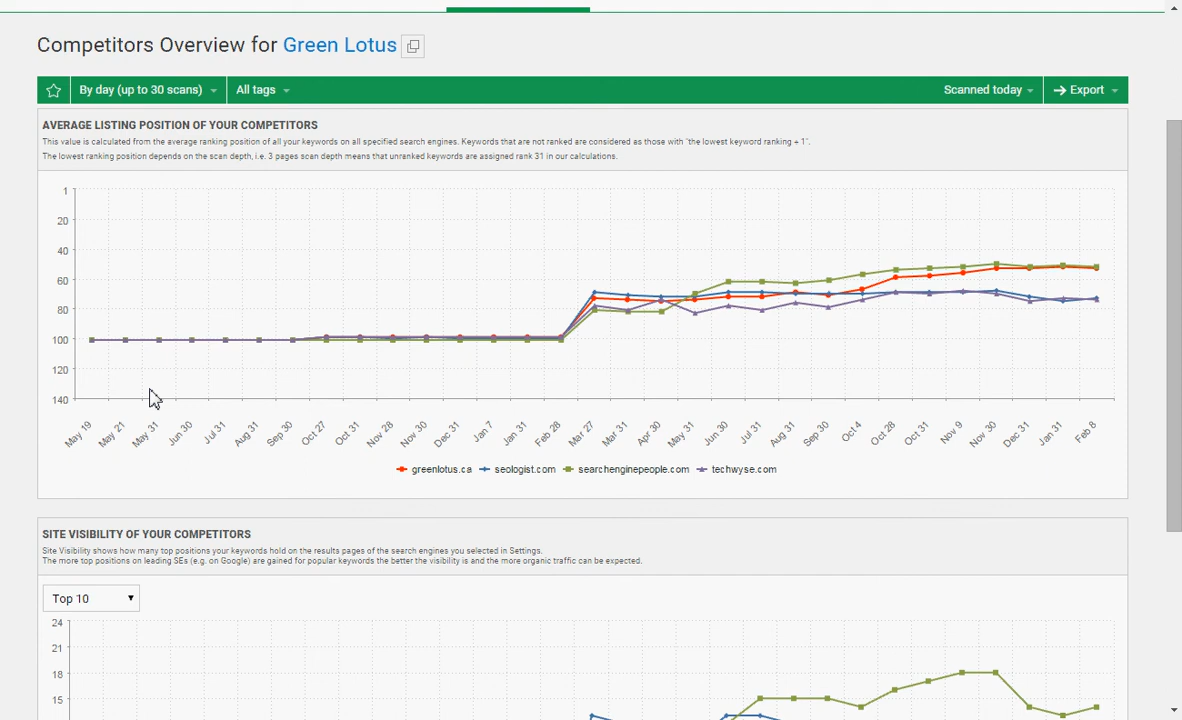 Competitors Overview for Green Lotus
By day (up to 30 scans) All tags Scanned today Export
AVERAGE LISTING POSITION OF YOUR COMPETITORS
This value is calculated from the average ranking position of all your keywords on all specified search engines. Keywords that are not ranked are considered as those with "the lowest keyword ranking + 1".
The lowest ranking position depends on the scan depth, i.e. 3 pages scan depth means that unranked keywords are assigned rank 31 in our calculations.
1
20
40
60
80
100
120
140
May 19 May 21 May 31 Jun 30 Jul 31 Aug 31 Sep 30 Oct 27 Oct 31 Nov 28 Nov 30 Dec 31 Jan 7 Jan 31 Feb 28 Mar 27 Mar 31 Apr 30 May 31 Jun 30 Jul 31 Aug 31 Sep 30 Oct 4 Oct 28 Oct 31 Nov 9 Nov 30 Dec 31 Jan 31 Feb 8
greenlotus.ca seologist.com searchenginepeople.com techwyse.com
SITE VISIBILITY OF YOUR COMPETITORS
Site Visibility shows how many top positions your keywords hold on the results pages of the search engines you selected in Settings.
The more top positions on leading SEs (e.g. on Google) are gained for popular keywords the better the visibility is and the more organic traffic can be expected.
Top 10
24
21
18
15